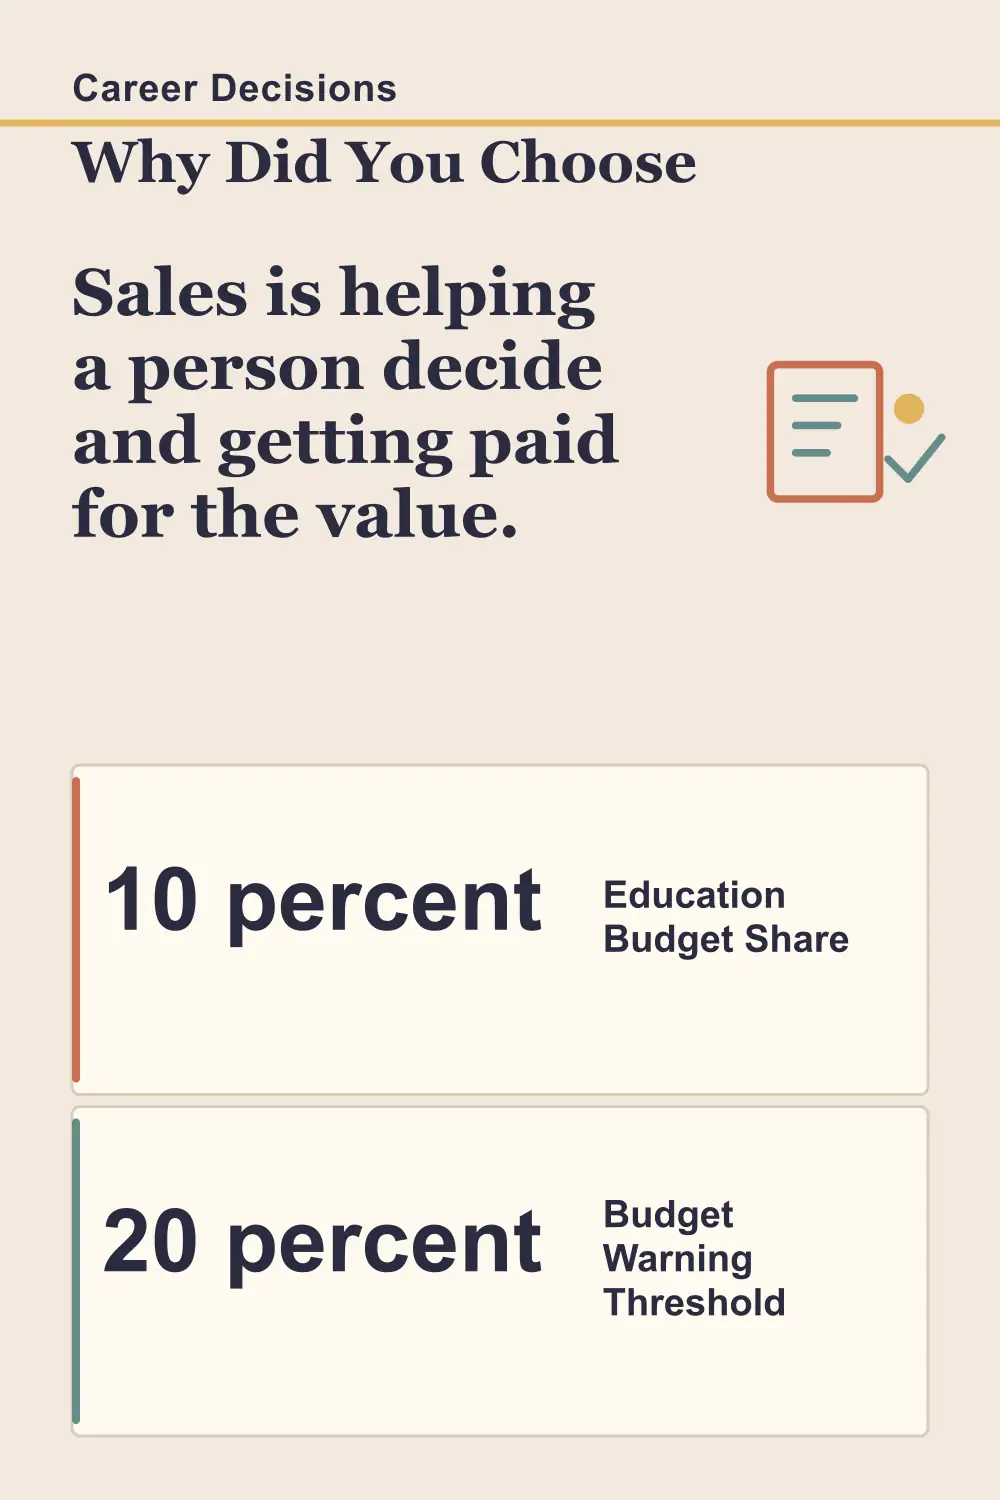 Career Decisions
Why Did You Choose
Sales is helping
a person decide
and getting paid
for the value.
10 percent
Education
Budget Share
20 percent
Budget
Warning
Threshold